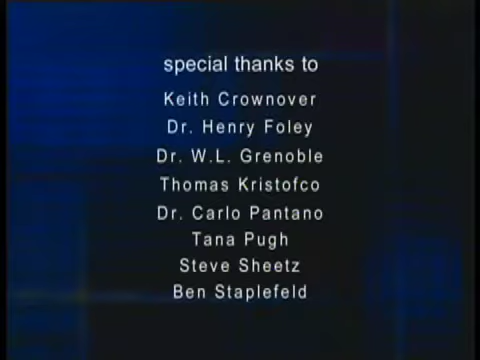 special thanks to
Keith Crownover
Dr. Henry Foley
Dr. W.L. Grenoble
Thomas Kristofco
Dr. Carlo Pantano
Tana Pugh
Steve Sheetz
Ben Staplefeld